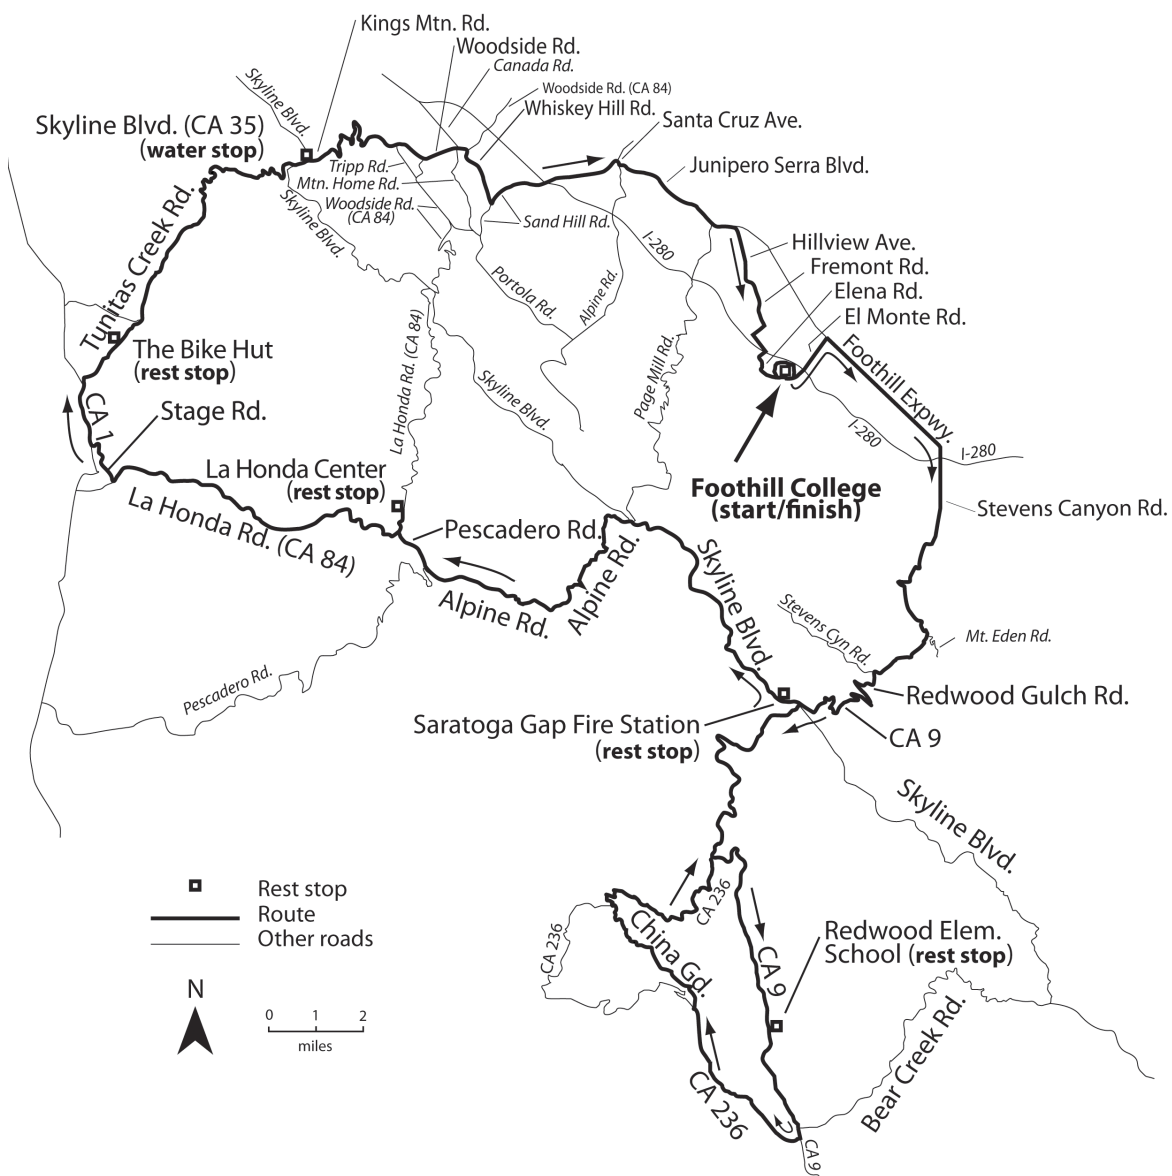 Kings Mtn. Rd.
Woodside Rd.
Canada Rd.
Skyline Blvd.
Woodside Rd. (CA 84)
Whiskey Hill Rd.
Skyline Blvd. (CA 35)
(water stop)
Santa Cruz Ave.
Tripp Rd.
Mtn. Home Rd.
Woodside Rd.
(CA 84)
Junipero Serra Blvd.
Skyline Blvd.
Sand Hill Rd.
Tunitas Creek Rd.
I-280
Hillview Ave.
Fremont Rd.
Elena Rd.
El Monte Rd.
Portola Rd.
Alpine Rd.
The Bike Hut
(rest stop)
La Honda Rd. (CA 84)
Page Mill Rd.
Foothill Expwy.
Skyline Blvd.
CA 1
Stage Rd.
I-280
I-280
La Honda Center
(rest stop)
Foothill College
(start/finish)
La Honda Rd. (CA 84)
Pescadero Rd.
Stevens Canyon Rd.
Alpine Rd.
Alpine Rd.
Skyline Blvd.
Stevens Cyn Rd.
Mt. Eden Rd.
Pescadero Rd.
Redwood Gulch Rd.
Saratoga Gap Fire Station
(rest stop)
CA 9
Skyline Blvd.
Rest stop
Route
Other roads
CA 236
CA 236
China Gd.
CA 9
Redwood Elem.
School (rest stop)
N
0 1 2
miles
Bear Creek Rd.
CA 236
CA 9